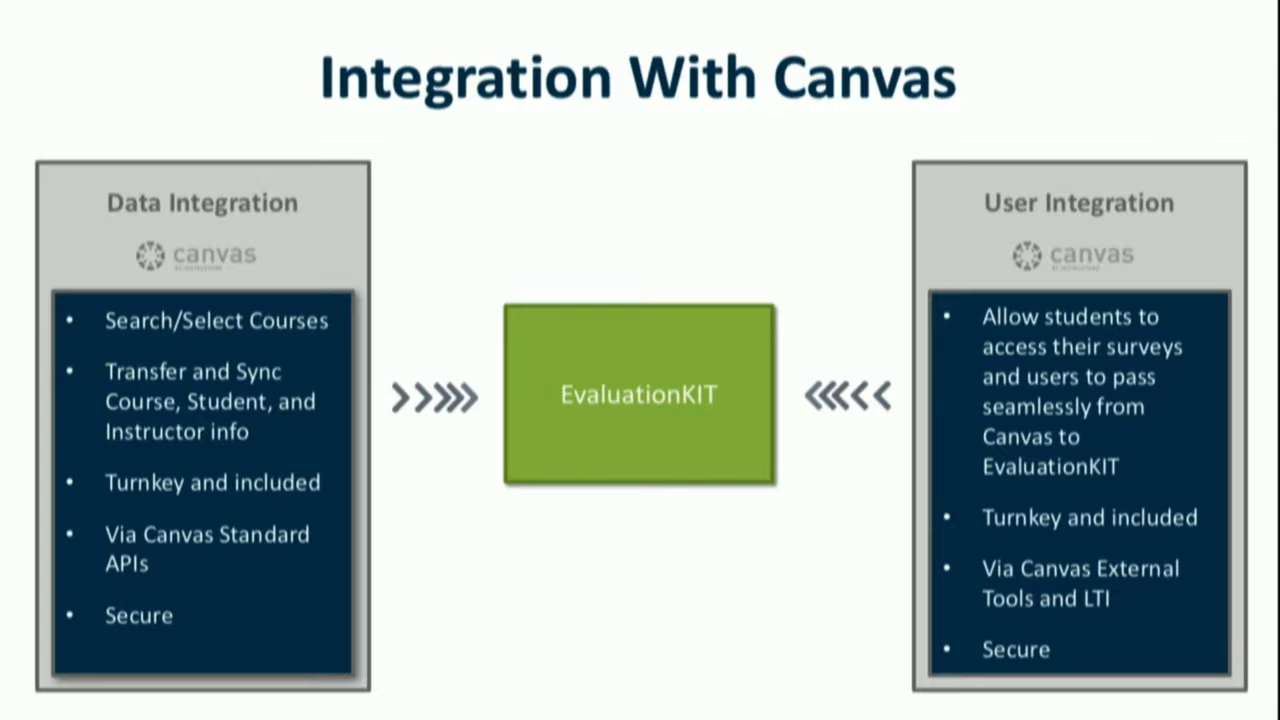 Integration With Canvas
Data Integration
canvas
• Search/Select Courses
• Transfer and Sync
Course, Student, and
Instructor info
• Turnkey and included
• Via Canvas Standard
APIs
• Secure
EvaluationKIT
User Integration
canvas
• Allow students to
access their surveys
and users to pass
seamlessly from
Canvas to
EvaluationKIT
• Turnkey and included
• Via Canvas External
Tools and LTI
• Secure